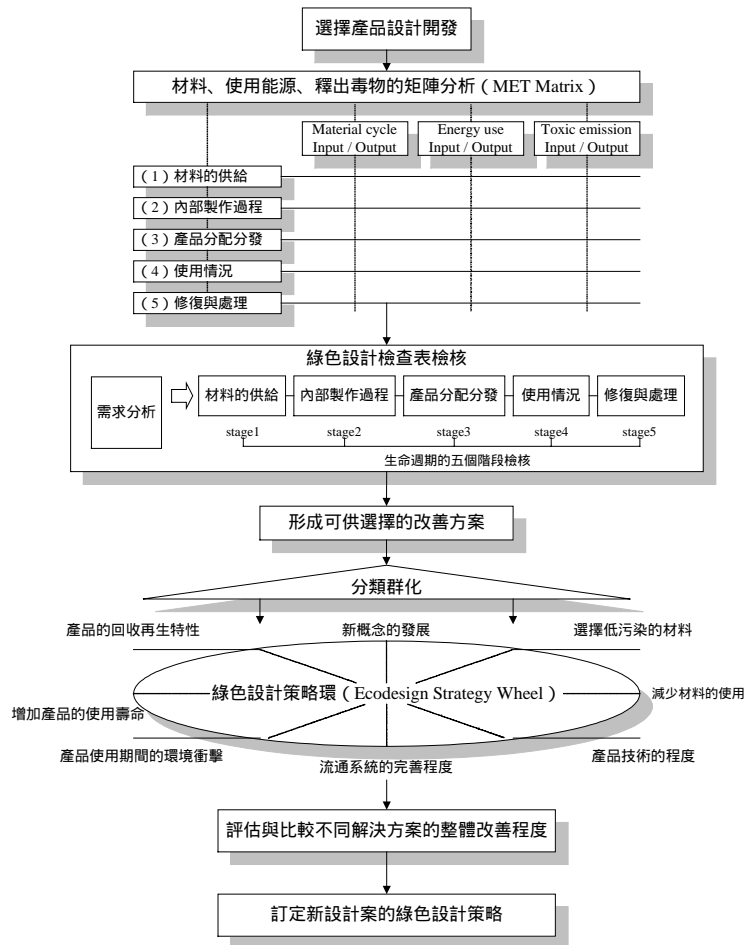 選擇產品設計開發
材料、使用能源、釋出毒物的矩陣分析（MET Matrix）
Material cycle
Input / Output
Energy use
Input / Output
Toxic emission
Input / Output
（1）材料的供給
（2）內部製作過程
（3）產品分配分發
（4）使用情況
（5）修復與處理
綠色設計檢查表檢核
需求分析
材料的供給
內部製作過程
產品分配分發
使用情況
修復與處理
stage1
stage2
stage3
stage4
stage5
生命週期的五個階段檢核
形成可供選擇的改善方案
分類群化
產品的回收再生特性
新概念的發展
選擇低污染的材料
綠色設計策略環（Ecodesign Strategy Wheel）
減少材料的使用
增加產品的使用壽命
產品使用期間的環境衝擊
流通系統的完善程度
產品技術的程度
評估與比較不同解決方案的整體改善程度
訂定新設計案的綠色設計策略